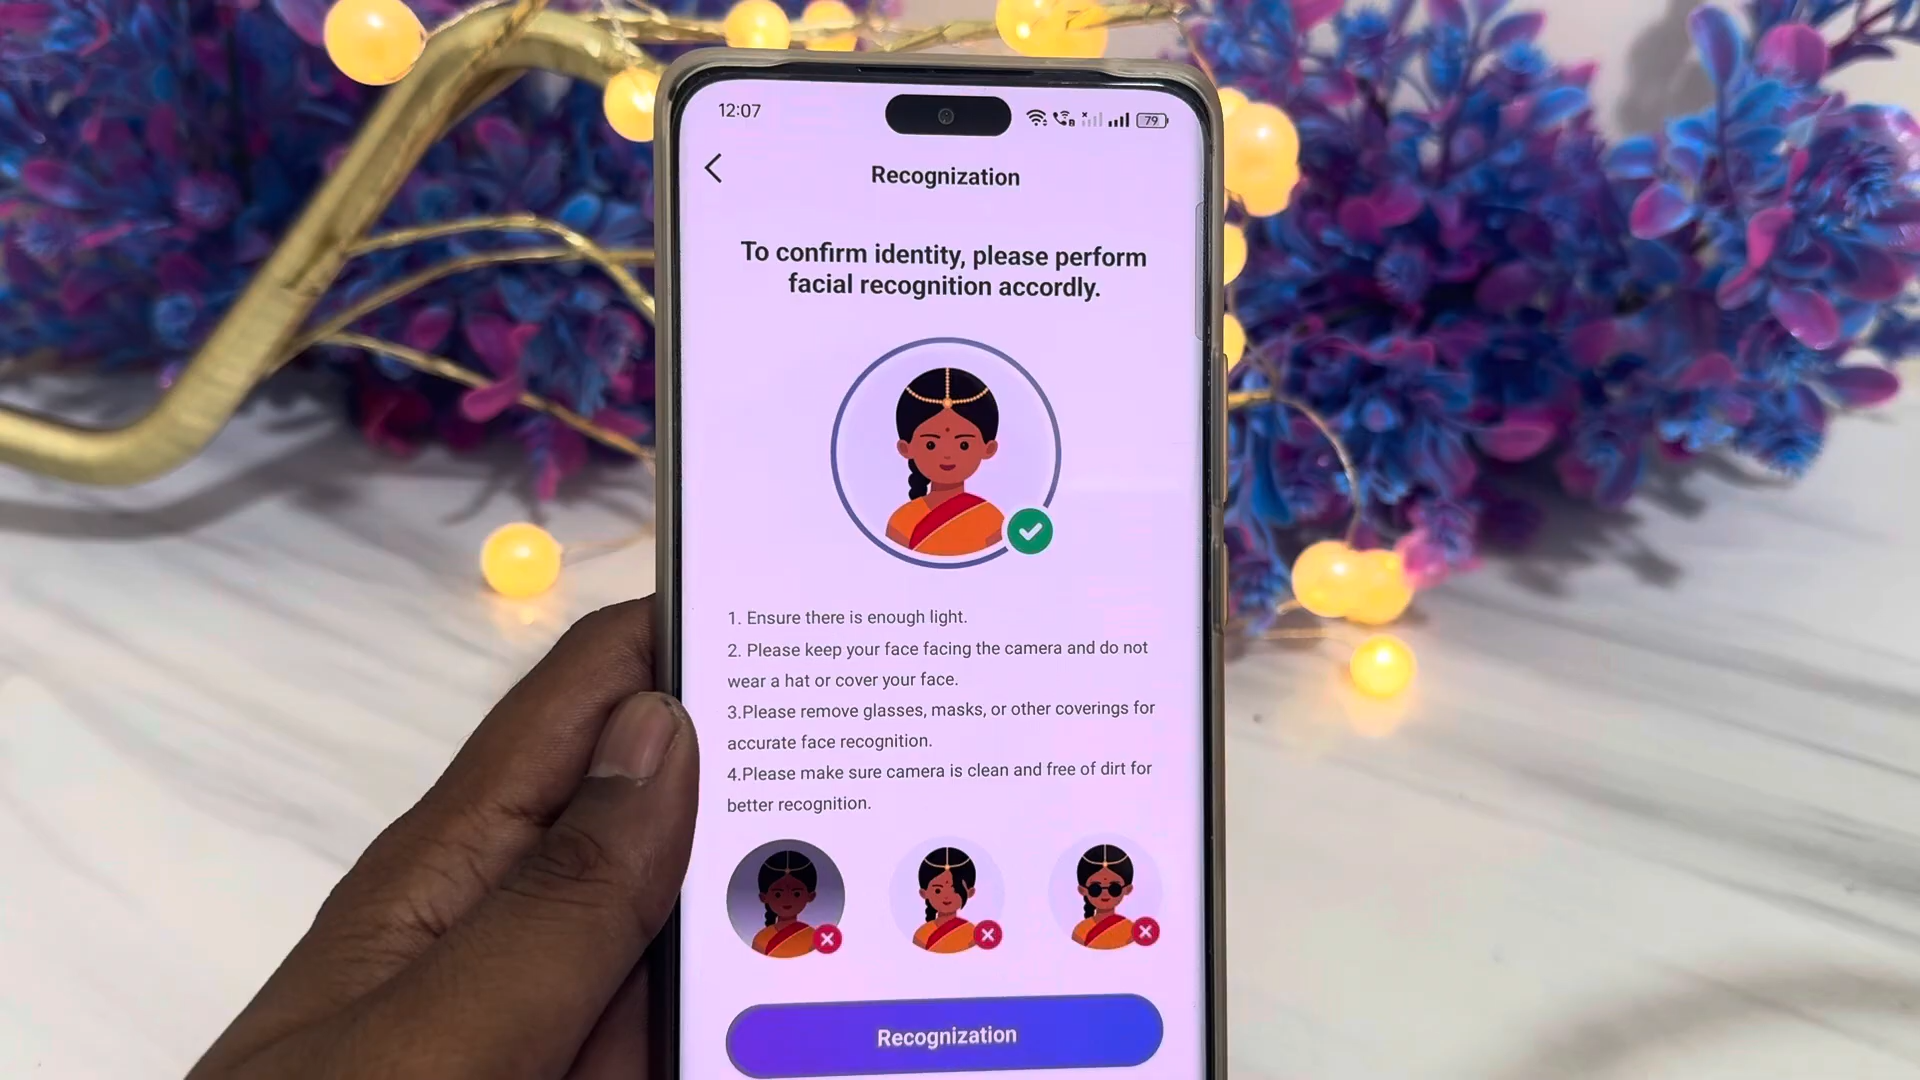 12:07
79
Recognization
To confirm identity, please perform
facial recognition accordly.
1. Ensure there is enough light.
2. Please keep your face facing the camera and do not
wear a hat or cover your face.
3.Please remove glasses, masks, or other coverings for
accurate face recognition.
4.Please make sure camera is clean and free of dirt for
better recognition.
Recognization